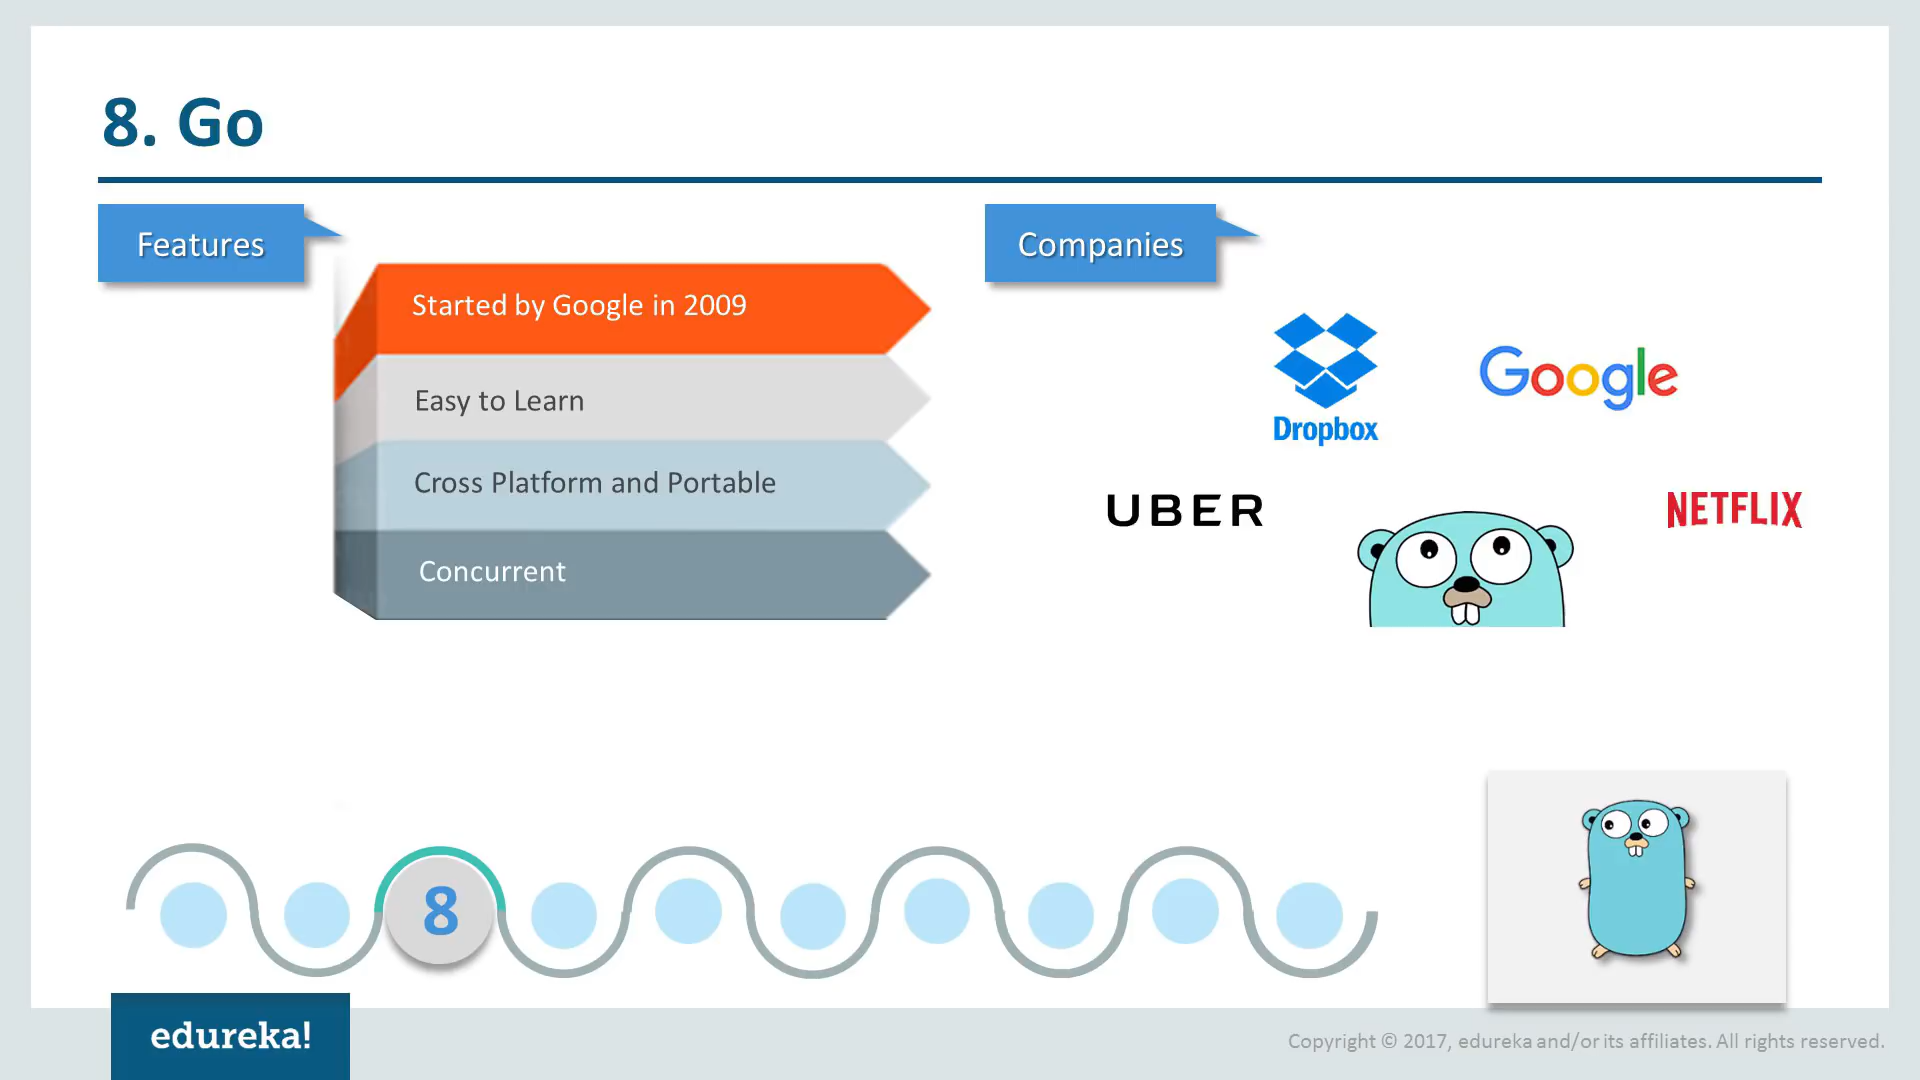 8. Go
Features
Started by Google in 2009
Easy to Learn
Cross Platform and Portable
Concurrent
Companies
Dropbox
Google
UBER
NETFLIX
8
edureka!
Copyright © 2017, edureka and/or its affiliates. All rights reserved.